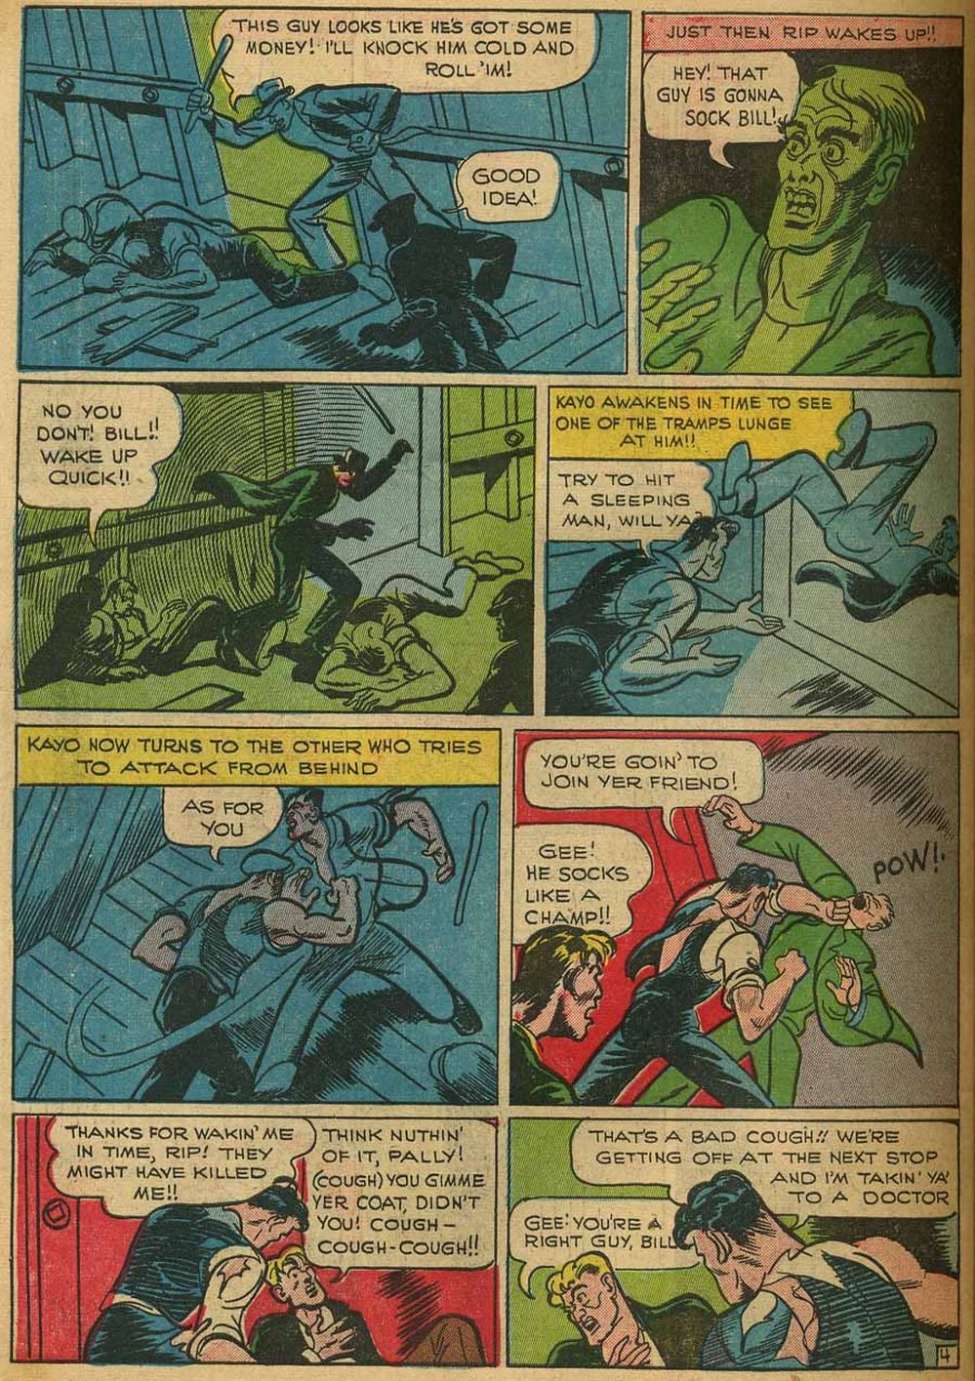 THIS GUY LOOKS LIKE HE'S GOT SOME
MONEY! I'LL KNOCK HIM COLD AND
ROLL 'IM!
GOOD
IDEA!
JUST THEN RIP WAKES UP!!
HEY! THAT
GUY IS GONNA
SOCK BILL!
NO YOU
DONT! BILL!!
WAKE UP
QUICK!!
KAYO AWAKENS IN TIME TO SEE
ONE OF THE TRAMPS LUNGE
AT HIM!!
TRY TO HIT
A SLEEPING
MAN, WILL YA?
KAYO NOW TURNS TO THE OTHER WHO TRIES
TO ATTACK FROM BEHIND
AS FOR
YOU
YOU'RE GOIN' TO
JOIN YER FRIEND!
GEE!
HE SOCKS
LIKE A
CHAMP!!
POW!
THANKS FOR WAKIN' ME
IN TIME, RIP! THEY
MIGHT HAVE KILLED
ME!!
THINK NUTHIN'
OF IT, PALLY!
(COUGH) YOU GIMME
YER COAT, DIDN'T
YOU! COUGH-
COUGH-COUGH!!
THAT'S A BAD COUGH!! WE'RE
GETTING OFF AT THE NEXT STOP
AND I'M TAKIN' YA'
TO A DOCTOR
GEE! YOU'RE A
RIGHT GUY, BILL
4